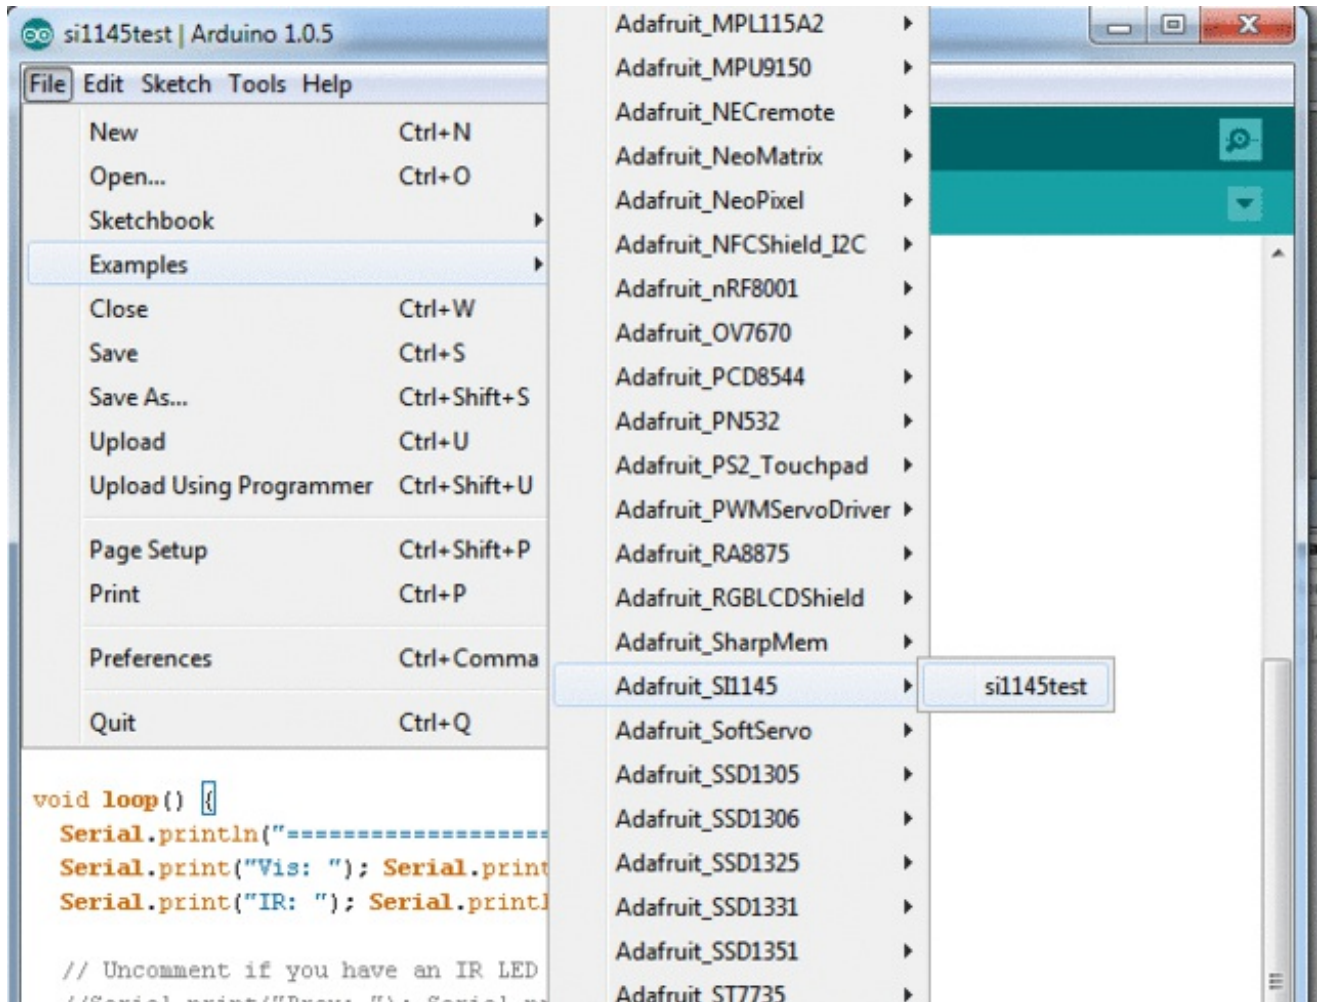 si1145test | Arduino 1.0.5
File Edit Sketch Tools Help
New Ctrl+N
Open... Ctrl+O
Sketchbook
Examples
Close Ctrl+W
Save Ctrl+S
Save As... Ctrl+Shift+S
Upload Ctrl+U
Upload Using Programmer Ctrl+Shift+U
Page Setup Ctrl+Shift+P
Print Ctrl+P
Preferences Ctrl+Comma
Quit Ctrl+Q
Adafruit_MPL115A2
Adafruit_MPU9150
Adafruit_NECremote
Adafruit_NeoMatrix
Adafruit_NeoPixel
Adafruit_NFCShield_I2C
Adafruit_nRF8001
Adafruit_OV7670
Adafruit_PCD8544
Adafruit_PN532
Adafruit_PS2_Touchpad
Adafruit_PWMServoDriver
Adafruit_RA8875
Adafruit_RGBLCDShield
Adafruit_SharpMem
Adafruit_SI1145
Adafruit_SoftServo
Adafruit_SSD1305
Adafruit_SSD1306
Adafruit_SSD1325
Adafruit_SSD1331
Adafruit_SSD1351
Adafruit_ST7735
si1145test
void loop() {
Serial.println("===================
Serial.print("Vis: "); Serial.print
Serial.print("IR: "); Serial.printl
// Uncomment if you have an IR LED